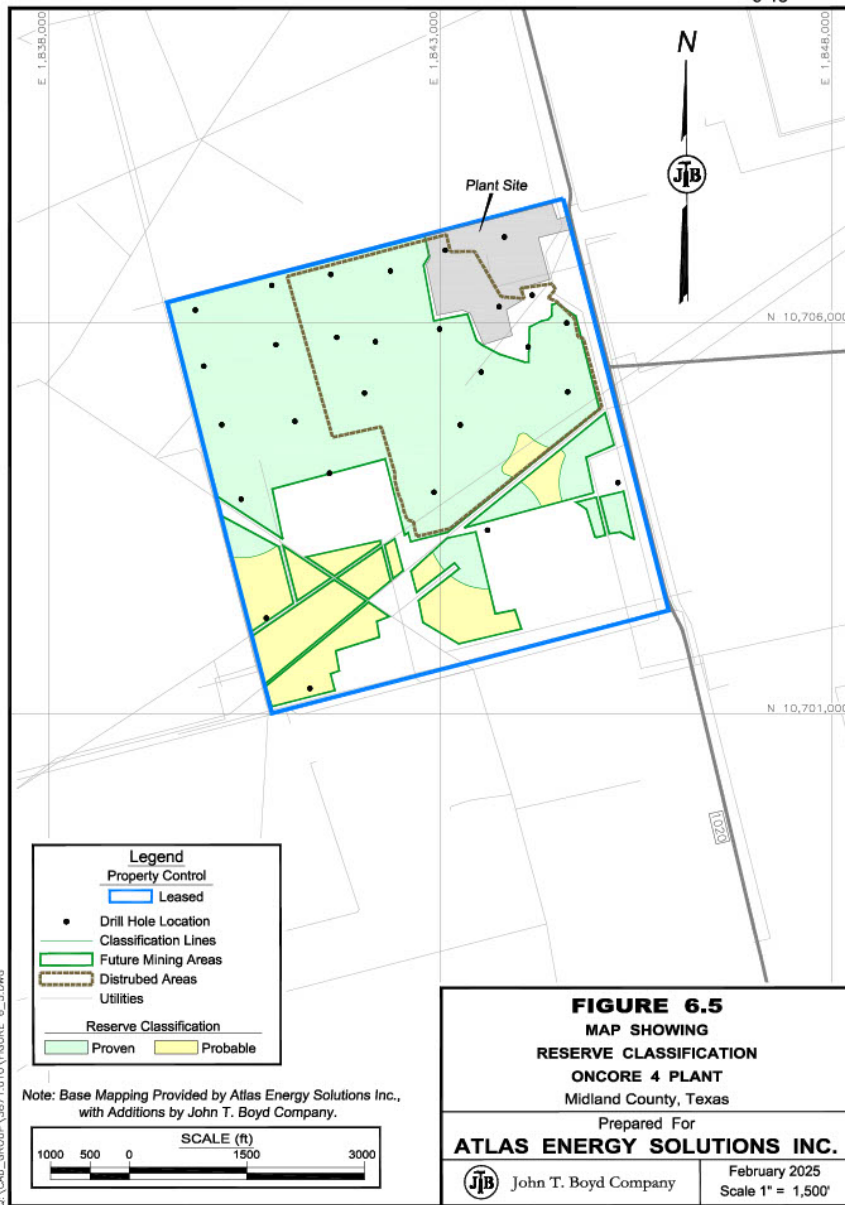 E 1,838,000
E 1,843,000
E 1,848,000
N
JTB
Plant Site
N 10,706,000
N 10,701,000
1020
Legend
Property Control
Leased
Drill Hole Location
Classification Lines
Future Mining Areas
Distrubed Areas
Utilities
Reserve Classification
Proven
Probable
Note: Base Mapping Provided by Atlas Energy Solutions Inc.,
with Additions by John T. Boyd Company.
SCALE (ft)
1000 500 0 1500 3000
FIGURE 6.5
MAP SHOWING
RESERVE CLASSIFICATION
ONCORE 4 PLANT
Midland County, Texas
Prepared For
ATLAS ENERGY SOLUTIONS INC.
JTB John T. Boyd Company
February 2025
Scale 1" = 1,500'